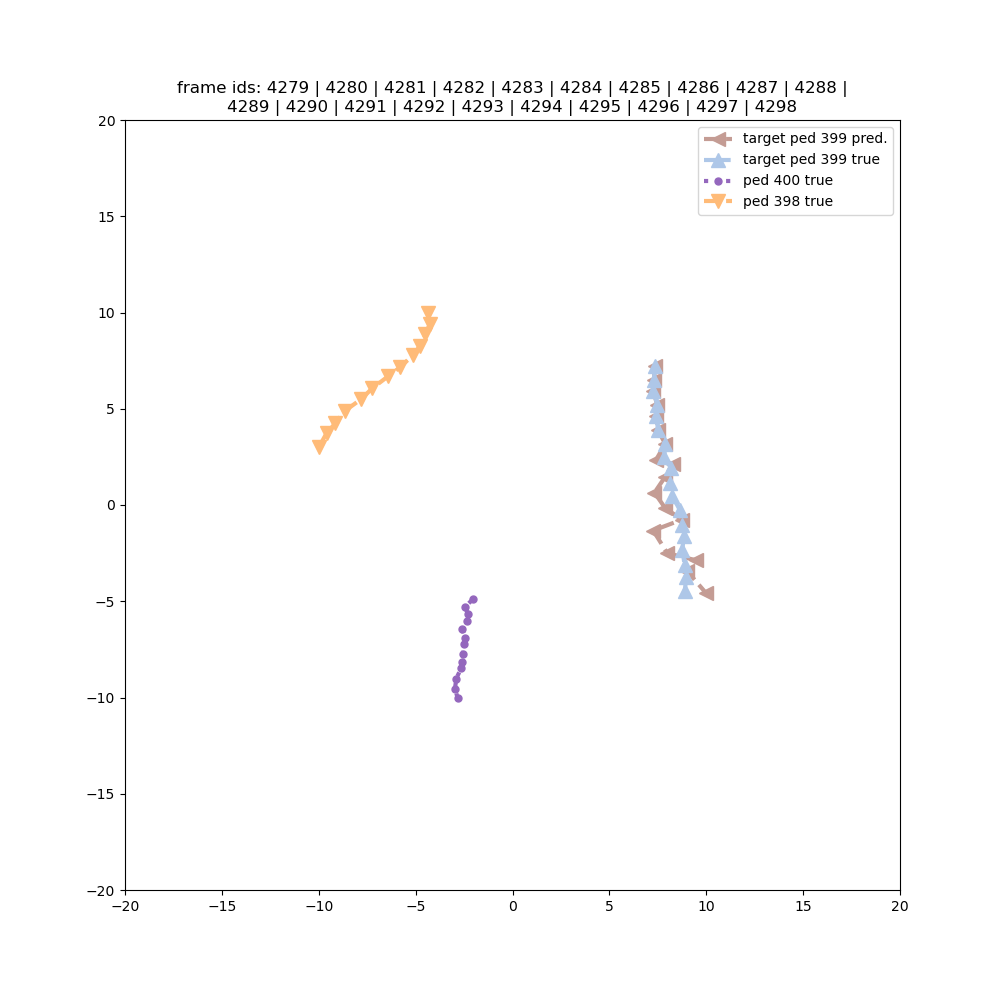 frame ids: 4279 | 4280 | 4281 | 4282 | 4283 | 4284 | 4285 | 4286 | 4287 | 4288 |
4289 | 4290 | 4291 | 4292 | 4293 | 4294 | 4295 | 4296 | 4297 | 4298
target ped 399 pred.
target ped 399 true
ped 400 true
ped 398 true
20
15
10
5
0
−5
−10
−15
−20
−20 −15 −10 −5 0 5 10 15 20